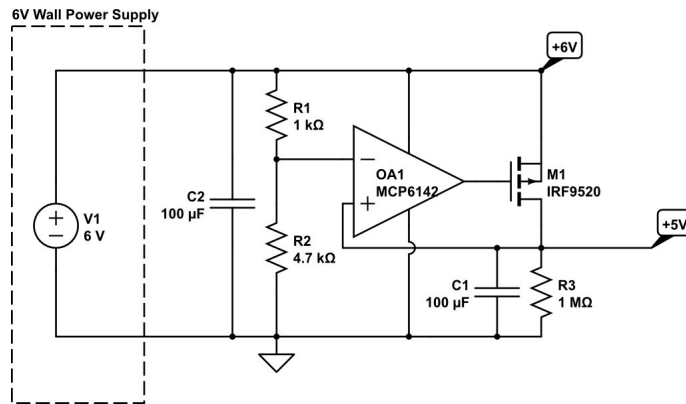 6V Wall Power Supply
+6V
R1
1 kΩ
OA1
MCP6142
M1
IRF9520
C2
100 µF
V1
6 V
+5V
R2
4.7 kΩ
C1
100 µF
R3
1 MΩ